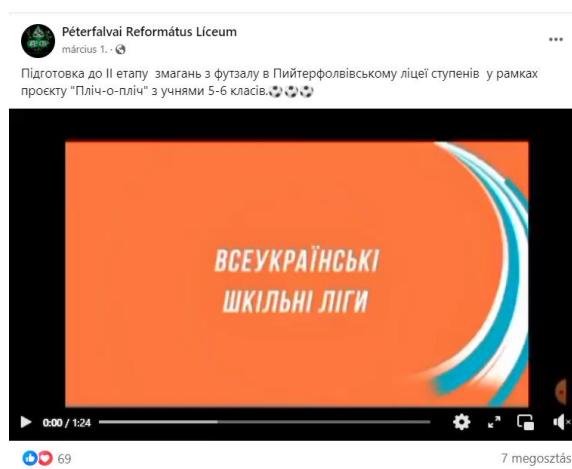 Péterfalvai Református Líceum
március 1. ·
Підготовка до ІІ етапу змагань з футзалу в Пийтерфолвівському ліцеї ступенів у рамках
проєкту "Пліч-о-пліч" з учнями 5-6 класів.⚽⚽⚽
ВСЕУКРАЇНСЬКІ
ШКІЛЬНІ ЛІГИ
0:00 / 1:24
69
7 megosztás